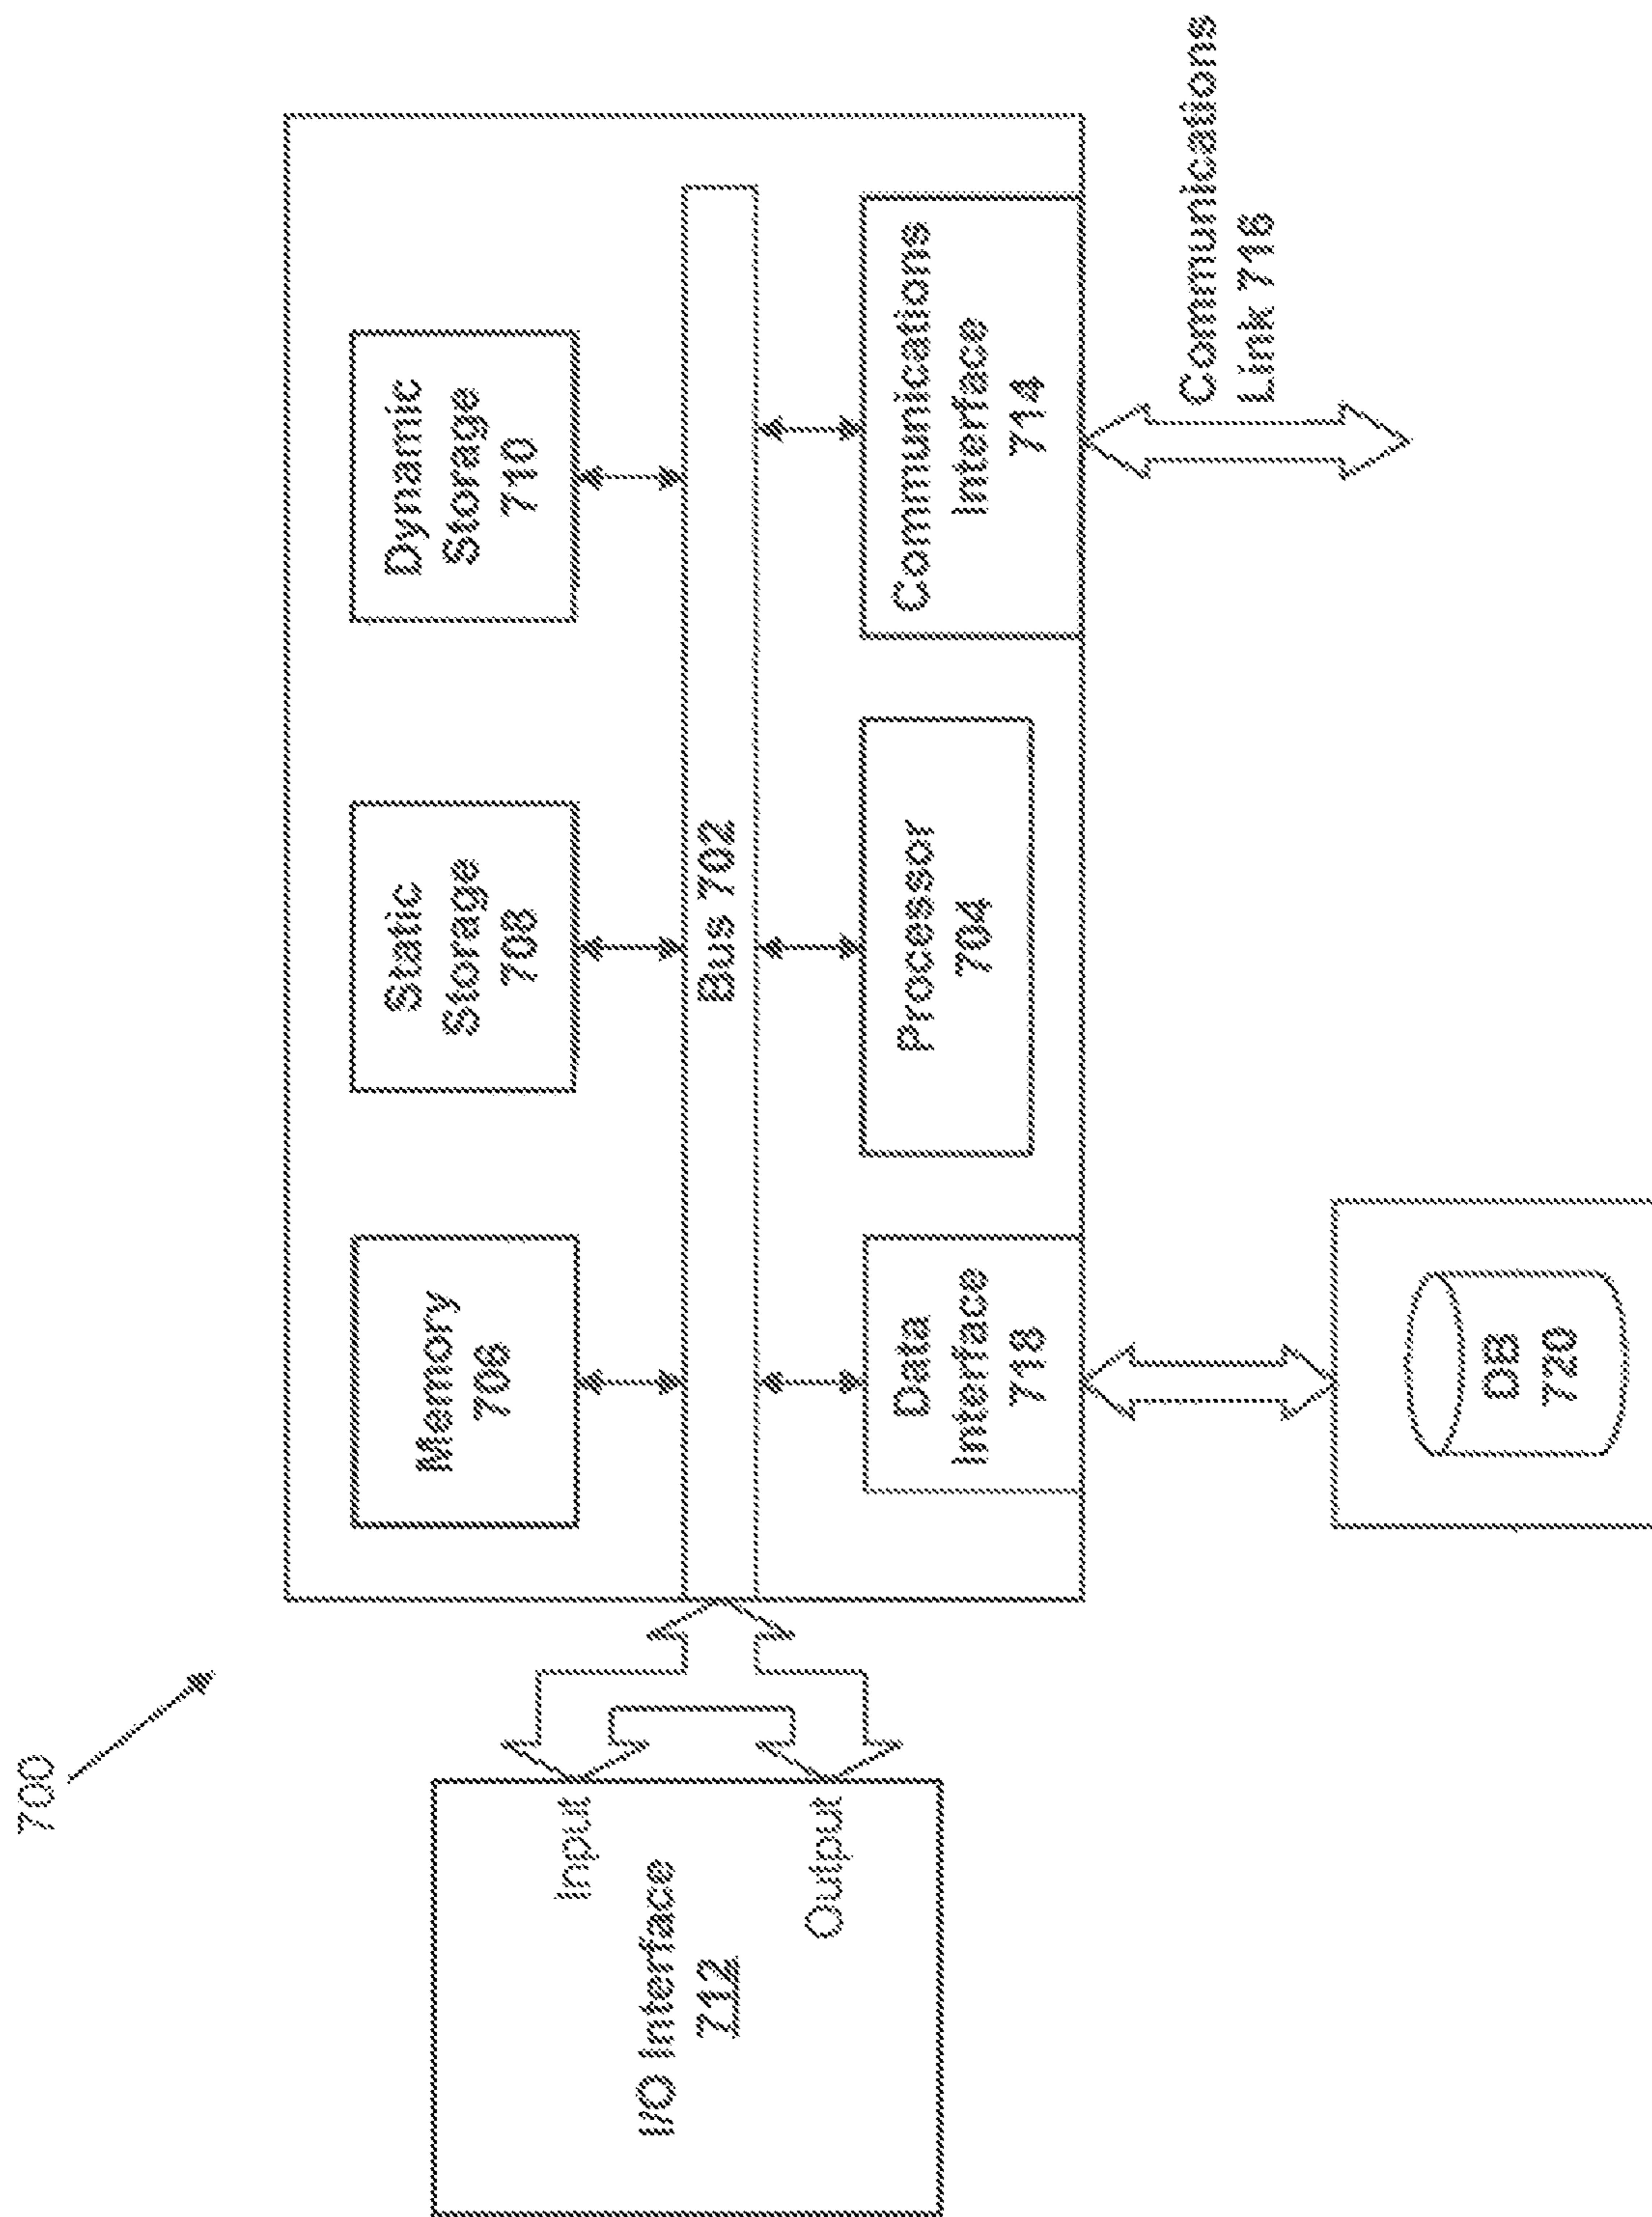 700
I/O Interface
712
Input
Output
Memory
706
Static
Storage
708
Dynamic
Storage
710
Bus 702
Data
Interface
718
Processor
704
Communications
Interface
714
DB
720
Communications
Link 716